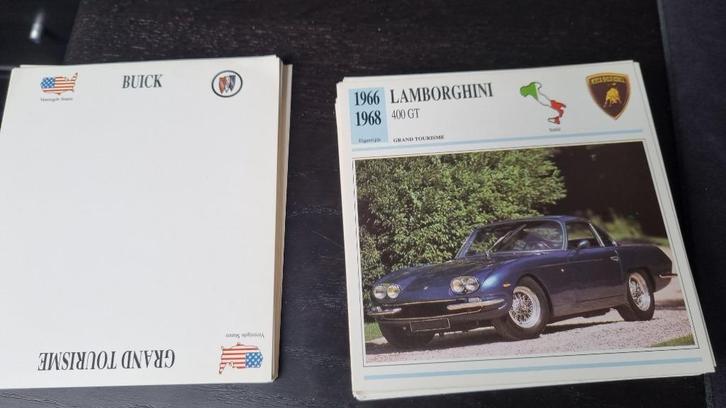 BUICK
Verenigde Staten
Verenigde Staten
GRAND TOURISME
1966
1968
LAMBORGHINI
400 GT
Italië
GRAND TOURISME